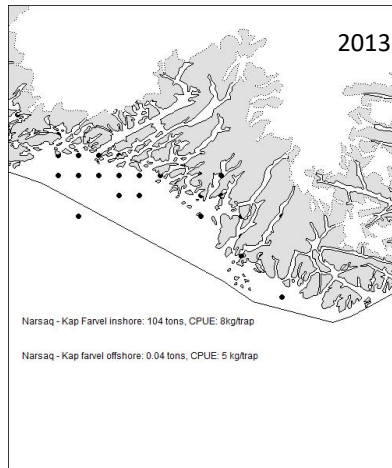 2013
Narsaq - Kap Farvel inshore: 104 tons, CPUE: 8kg/trap
Narsaq - Kap farvel offshore: 0.04 tons, CPUE: 5 kg/trap